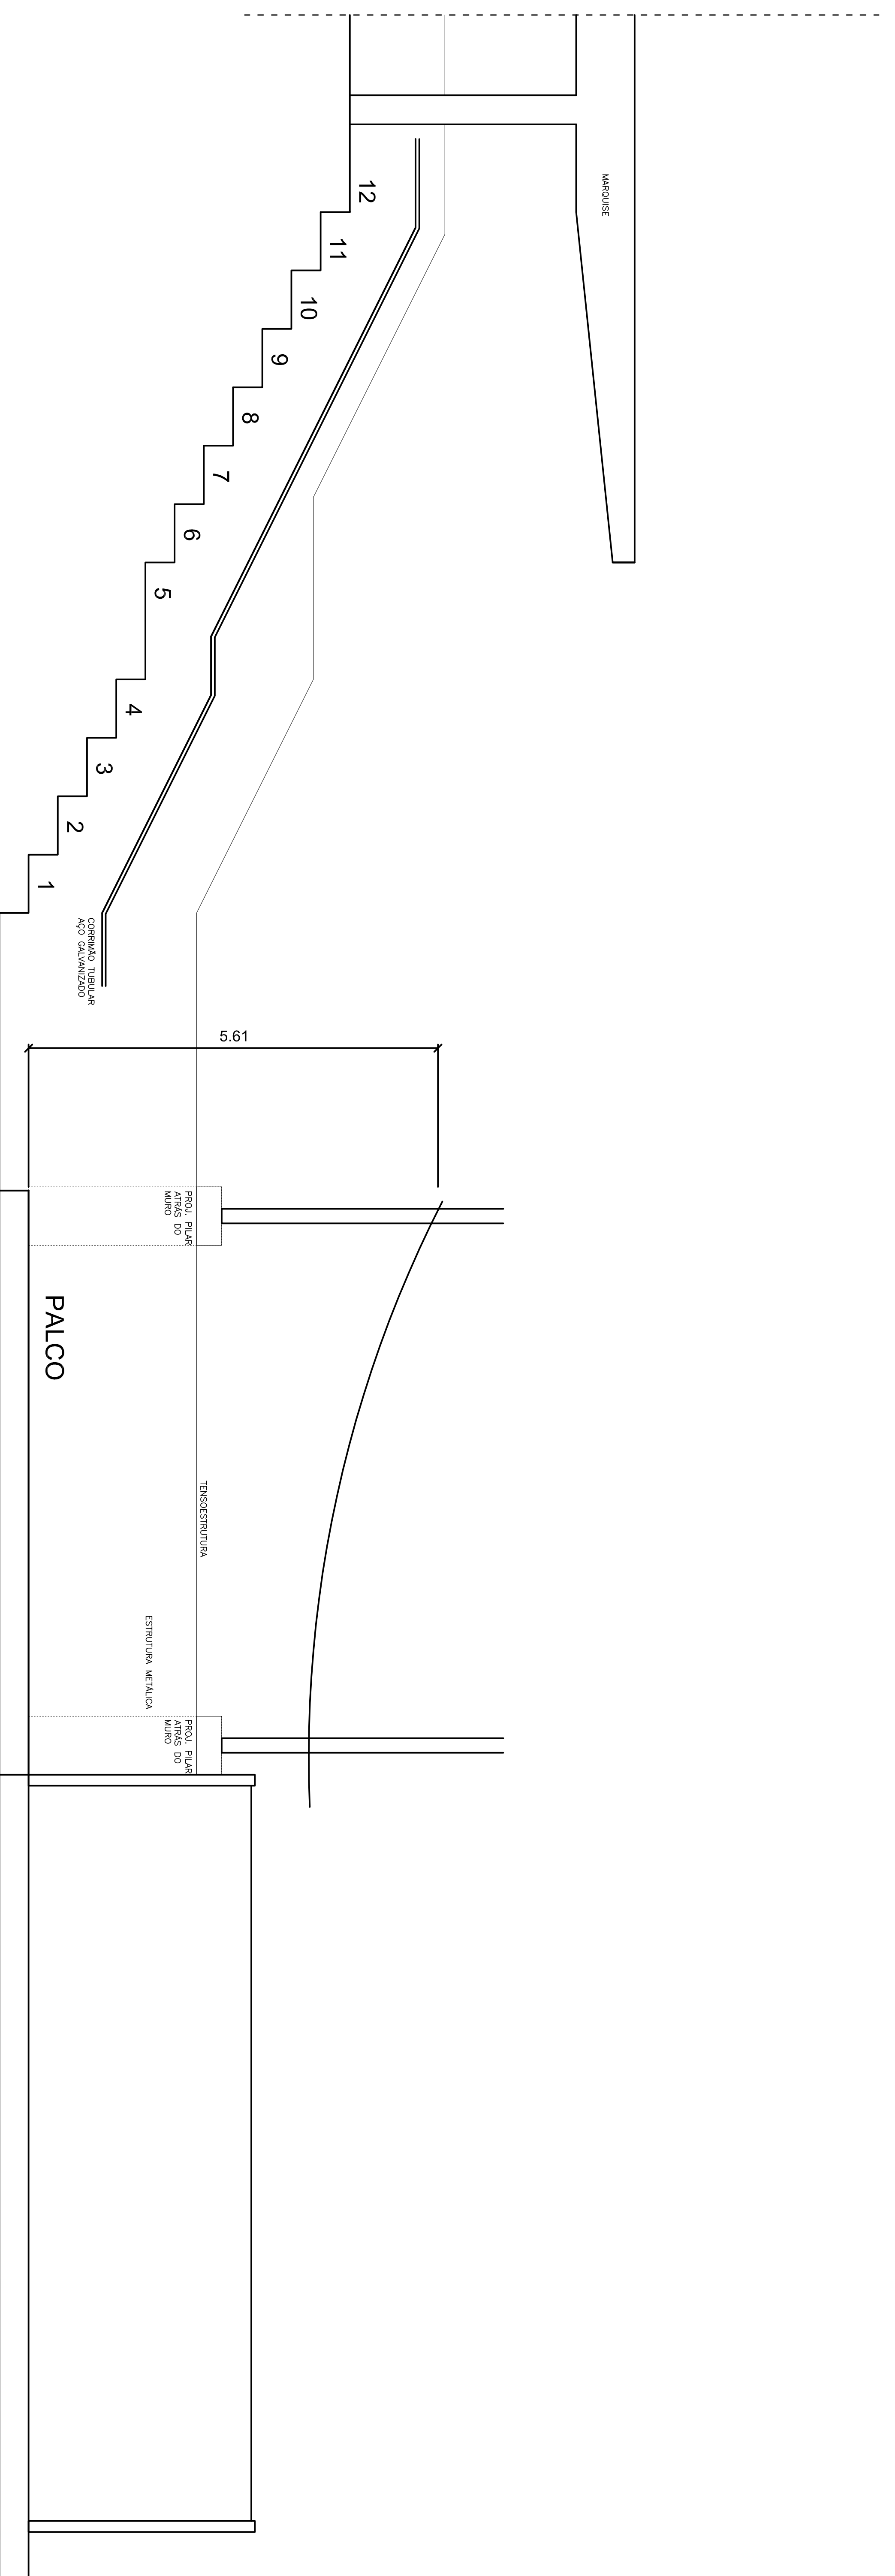 MARQUISE
12
11
10
9
8
7
6
5
4
3
2
1
CORRIMÃO TUBULAR
AÇO GALVANIZADO
5.61
PROJ. PILAR
ATRÁS DO
MURO
PALCO
TENSOESTRUTURA
ESTRUTURA METÁLICA
PROJ. PILAR
ATRÁS DO
MURO